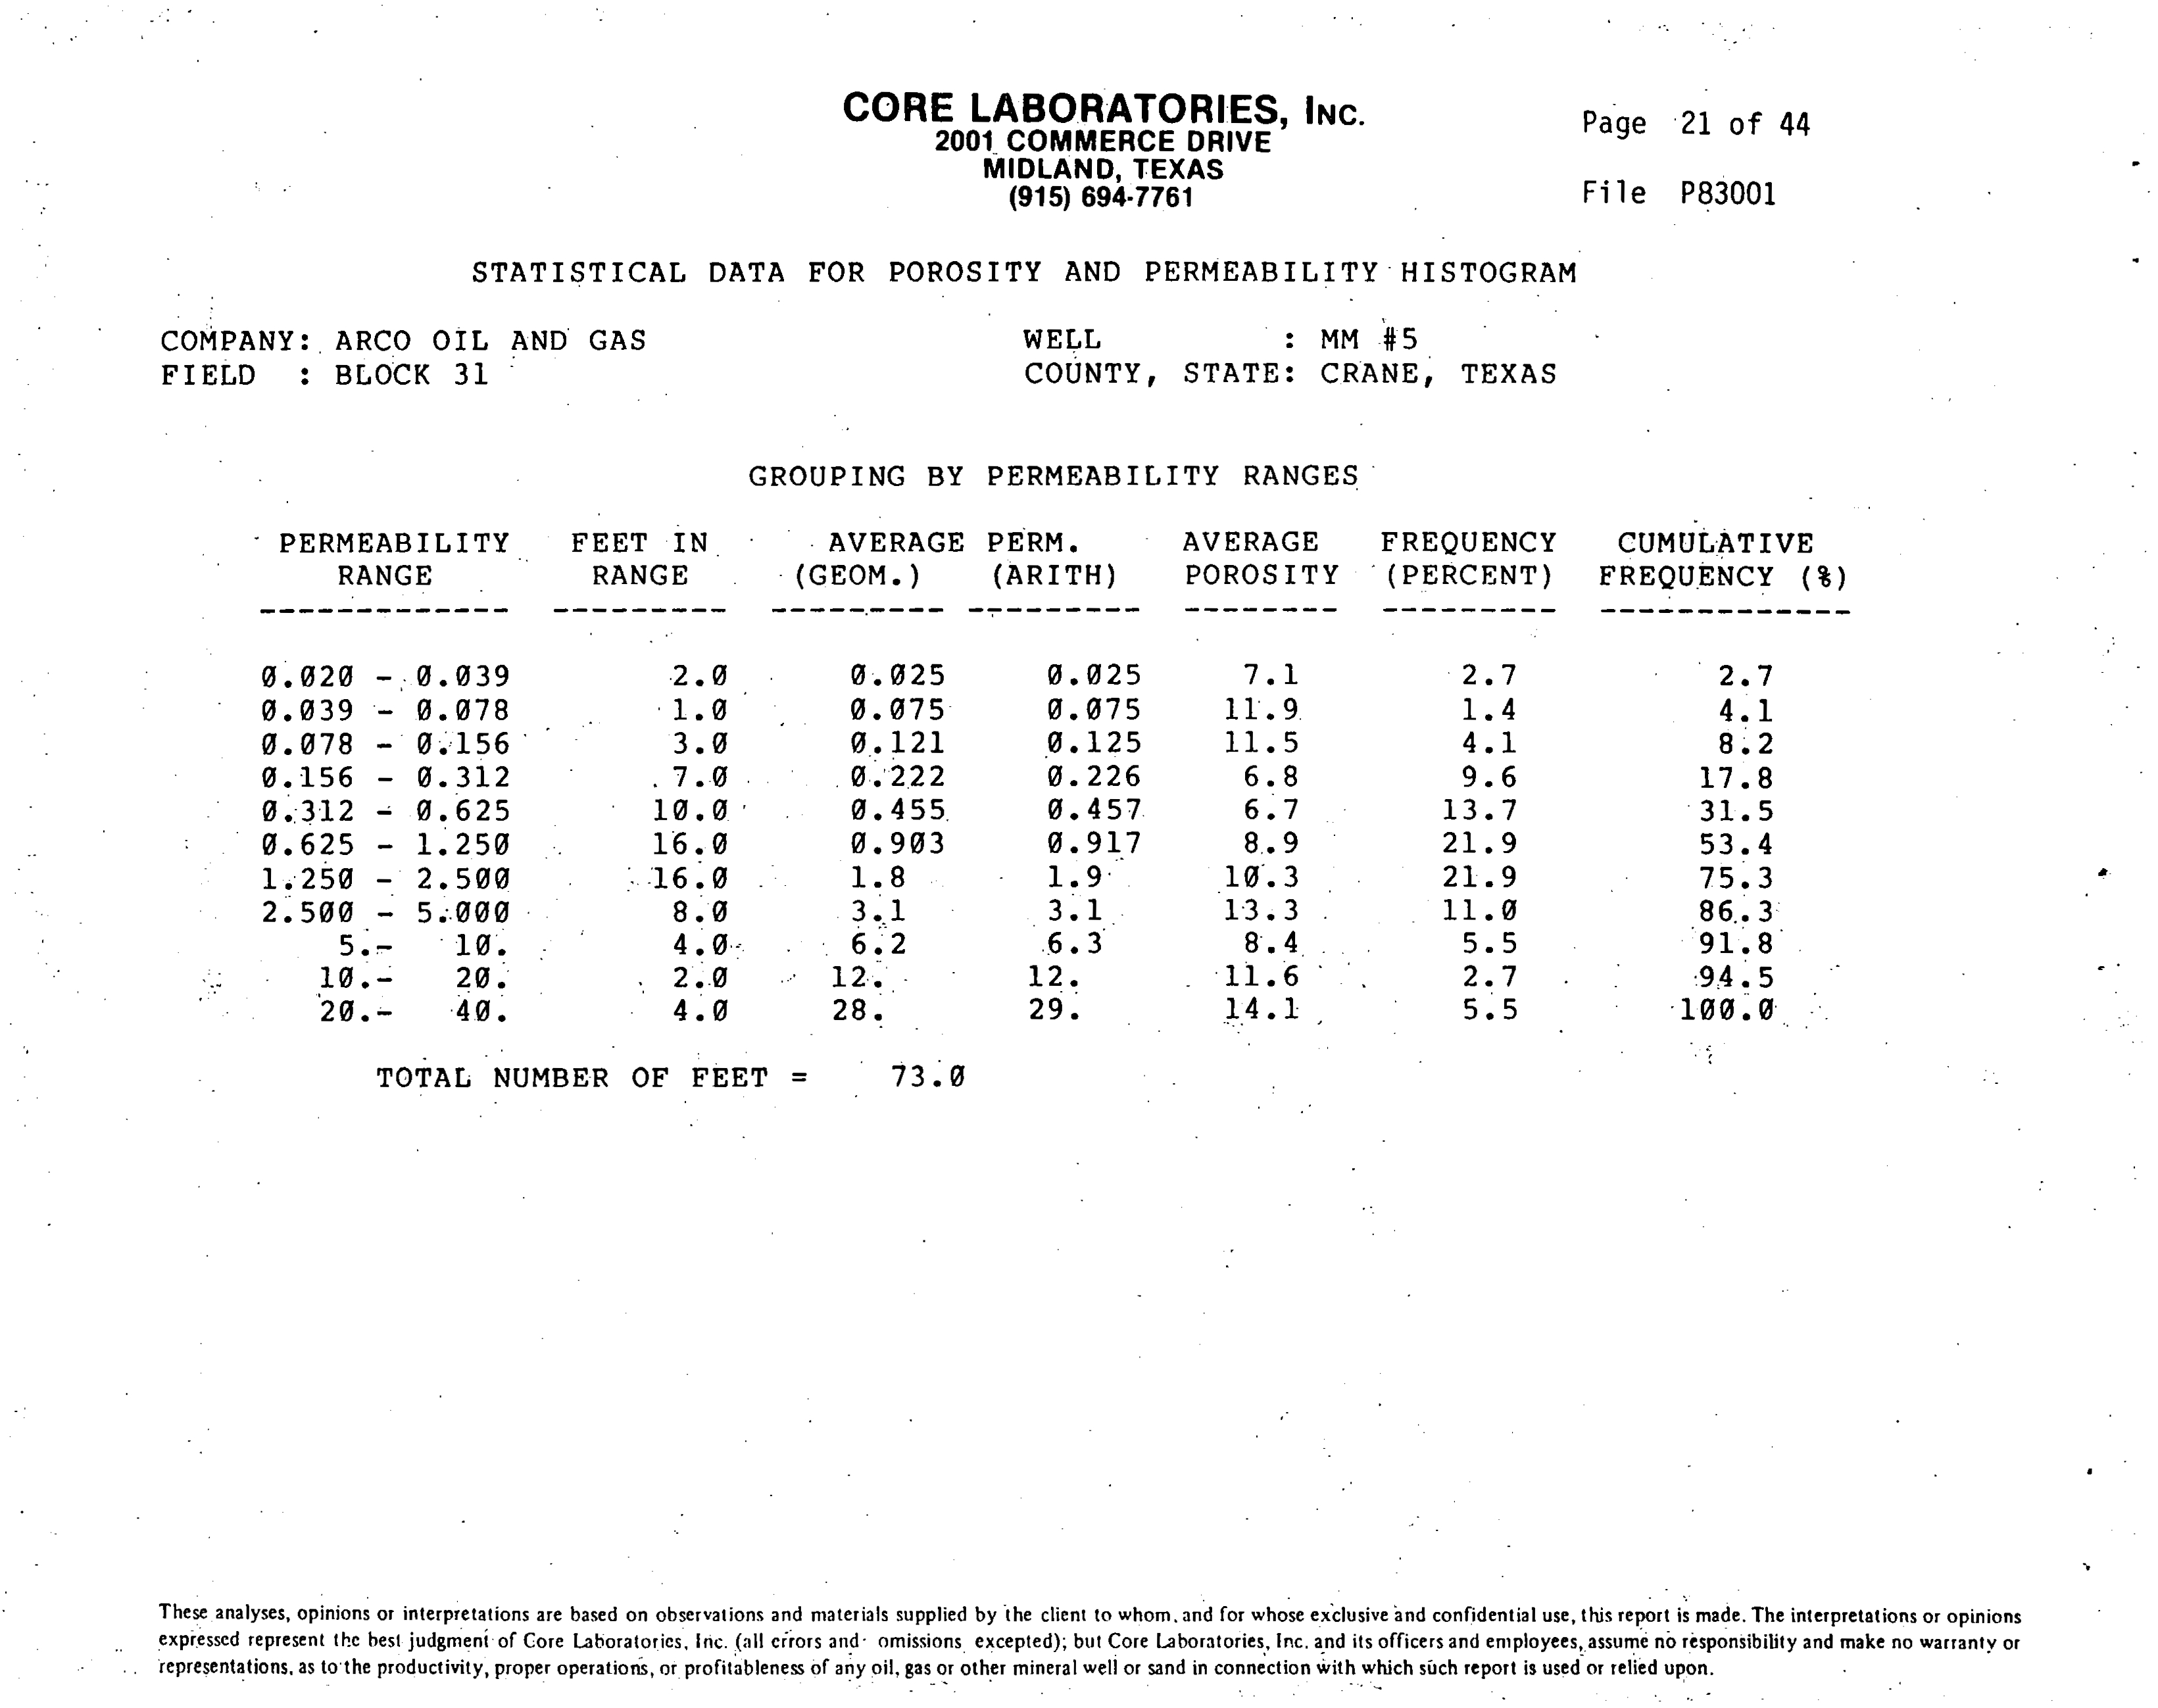 CORE LABORATORIES, INC.
2001 COMMERCE DRIVE
MIDLAND, TEXAS
(915) 694-7761
Page 21 of 44
File P83001
STATISTICAL DATA FOR POROSITY AND PERMEABILITY HISTOGRAM
COMPANY: ARCO OIL AND GAS WELL : MM #5
FIELD : BLOCK 31 COUNTY, STATE: CRANE, TEXAS
GROUPING BY PERMEABILITY RANGES
PERMEABILITY FEET IN AVERAGE PERM. AVERAGE FREQUENCY CUMULATIVE
RANGE RANGE (GEOM.) (ARITH) POROSITY (PERCENT) FREQUENCY (%)
------------- --------- --------- --------- -------- --------- -------------
0.020 - 0.039 2.0 0.025 0.025 7.1 2.7 2.7
0.039 - 0.078 1.0 0.075 0.075 11.9 1.4 4.1
0.078 - 0.156 3.0 0.121 0.125 11.5 4.1 8.2
0.156 - 0.312 7.0 0.222 0.226 6.8 9.6 17.8
0.312 - 0.625 10.0 0.455 0.457 6.7 13.7 31.5
0.625 - 1.250 16.0 0.903 0.917 8.9 21.9 53.4
1.250 - 2.500 16.0 1.8 1.9 10.3 21.9 75.3
2.500 - 5.000 8.0 3.1 3.1 13.3 11.0 86.3
5.- 10. 4.0 6.2 6.3 8.4 5.5 91.8
10.- 20. 2.0 12. 12. 11.6 2.7 94.5
20.- 40. 4.0 28. 29. 14.1 5.5 100.0
TOTAL NUMBER OF FEET = 73.0
These analyses, opinions or interpretations are based on observations and materials supplied by the client to whom, and for whose exclusive and confidential use, this report is made. The interpretations or opinions
expressed represent the best judgment of Core Laboratories, Inc. (all errors and omissions excepted); but Core Laboratories, Inc. and its officers and employees, assume no responsibility and make no warranty or
representations, as to the productivity, proper operations, or profitableness of any oil, gas or other mineral well or sand in connection with which such report is used or relied upon.